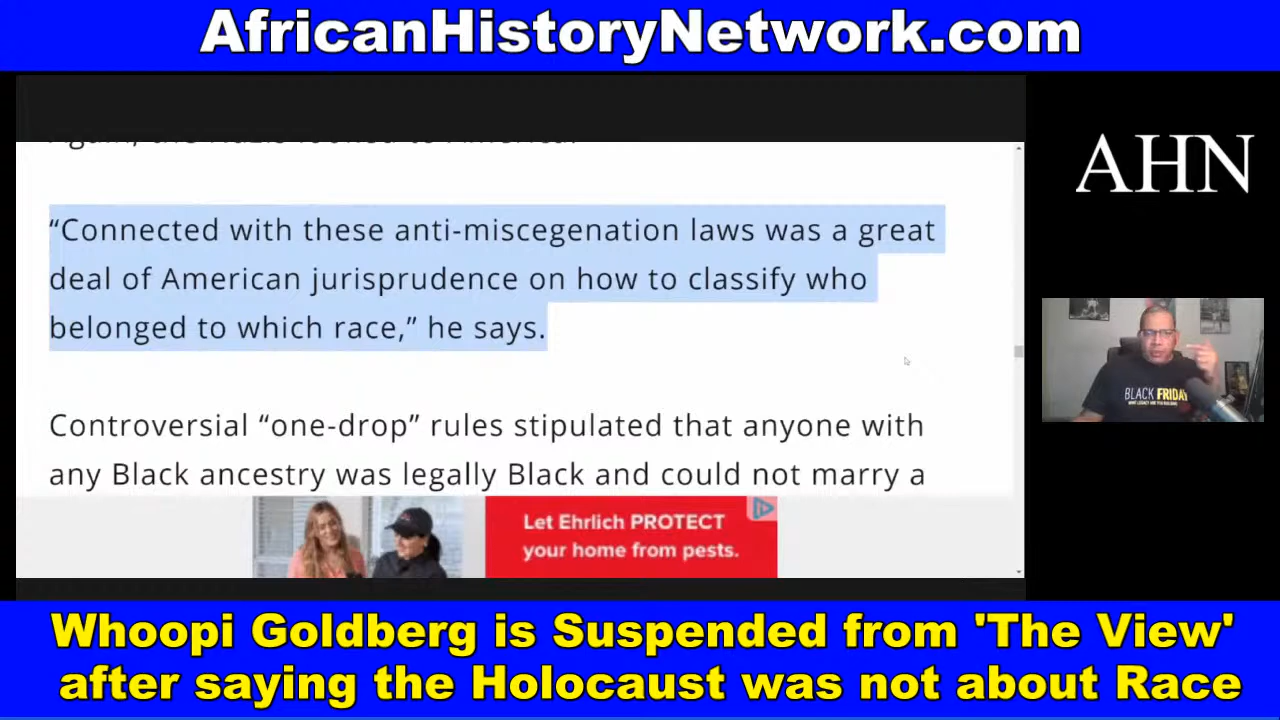 AfricanHistoryNetwork.com
AHN
“Connected with these anti-miscegenation laws was a great
deal of American jurisprudence on how to classify who
belonged to which race,” he says.
BLACK FRIDAY
Controversial “one-drop” rules stipulated that anyone with
any Black ancestry was legally Black and could not marry a
Let Ehrlich PROTECT
your home from pests.
Whoopi Goldberg is Suspended from 'The View'
after saying the Holocaust was not about Race